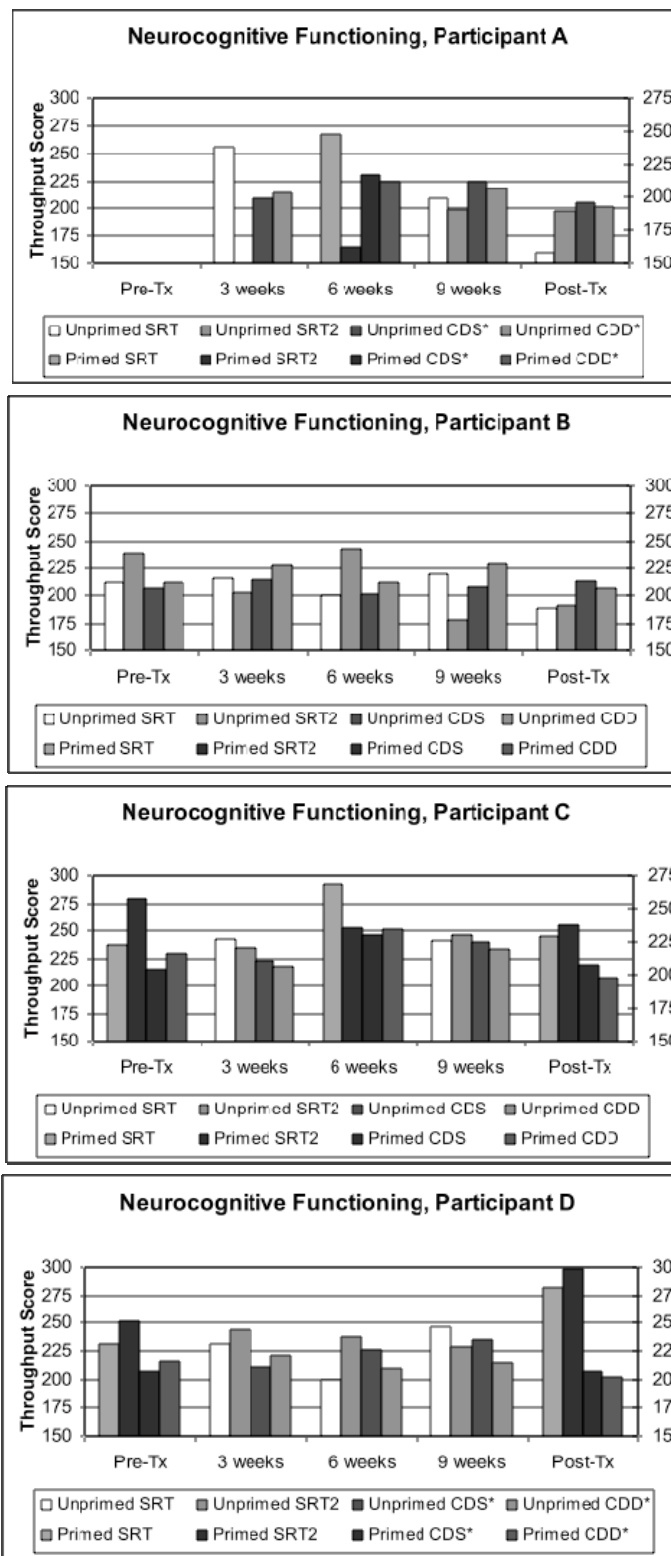 Neurocognitive Functioning, Participant A
Throughput Score
300
275
250
225
200
175
150
275
250
225
200
175
150
Pre-Tx 3 weeks 6 weeks 9 weeks Post-Tx
Unprimed SRT Unprimed SRT2 Unprimed CDS* Unprimed CDD*
Primed SRT Primed SRT2 Primed CDS* Primed CDD*
Neurocognitive Functioning, Participant B
Throughput Score
300
275
250
225
200
175
150
300
275
250
225
200
175
150
Pre-Tx 3 weeks 6 weeks 9 weeks Post-Tx
Unprimed SRT Unprimed SRT2 Unprimed CDS Unprimed CDD
Primed SRT Primed SRT2 Primed CDS Primed CDD
Neurocognitive Functioning, Participant C
Throughput Score
300
275
250
225
200
175
150
275
250
225
200
175
150
Pre-Tx 3 weeks 6 weeks 9 weeks Post-Tx
Unprimed SRT Unprimed SRT2 Unprimed CDS Unprimed CDD
Primed SRT Primed SRT2 Primed CDS Primed CDD
Neurocognitive Functioning, Participant D
Throughput Score
300
275
250
225
200
175
150
Pre-Tx 3 weeks 6 weeks 9 weeks Post-Tx
Unprimed SRT Unprimed SRT2 Unprimed CDS* Unprimed CDD*
Primed SRT Primed SRT2 Primed CDS* Primed CDD*